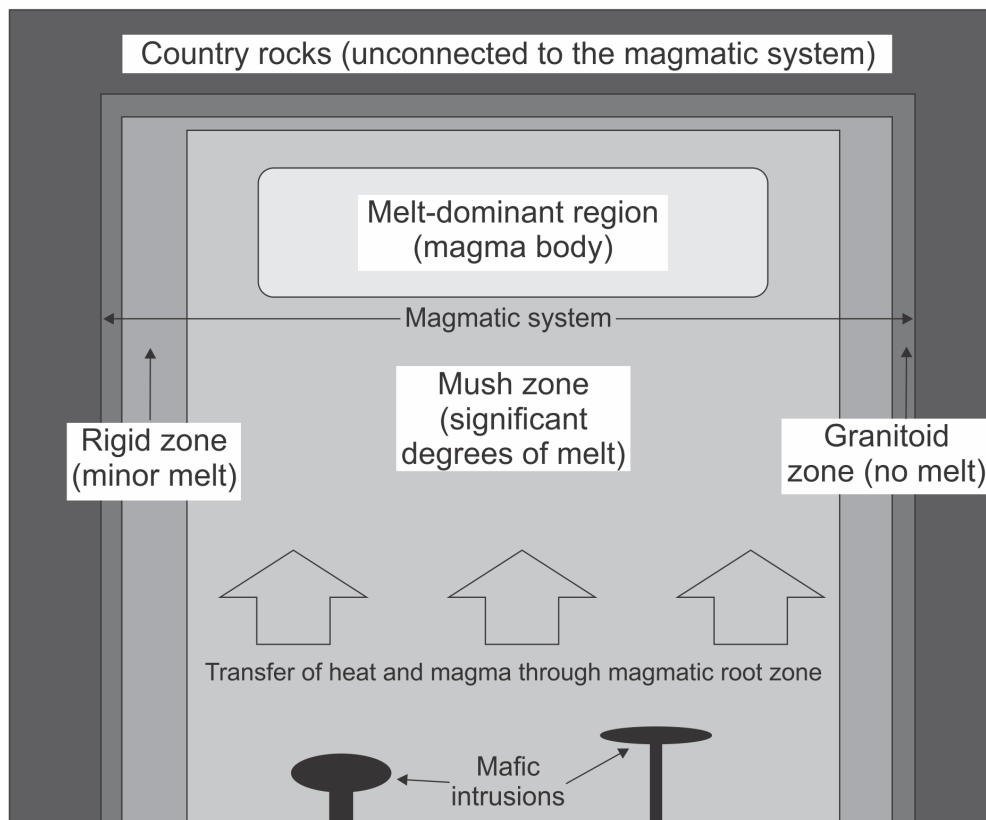 Country rocks (unconnected to the magmatic system)
Melt-dominant region
(magma body)
Magmatic system
Mush zone
(significant
degrees of melt)
Rigid zone
(minor melt)
Granitoid
zone (no melt)
Transfer of heat and magma through magmatic root zone
Mafic
intrusions